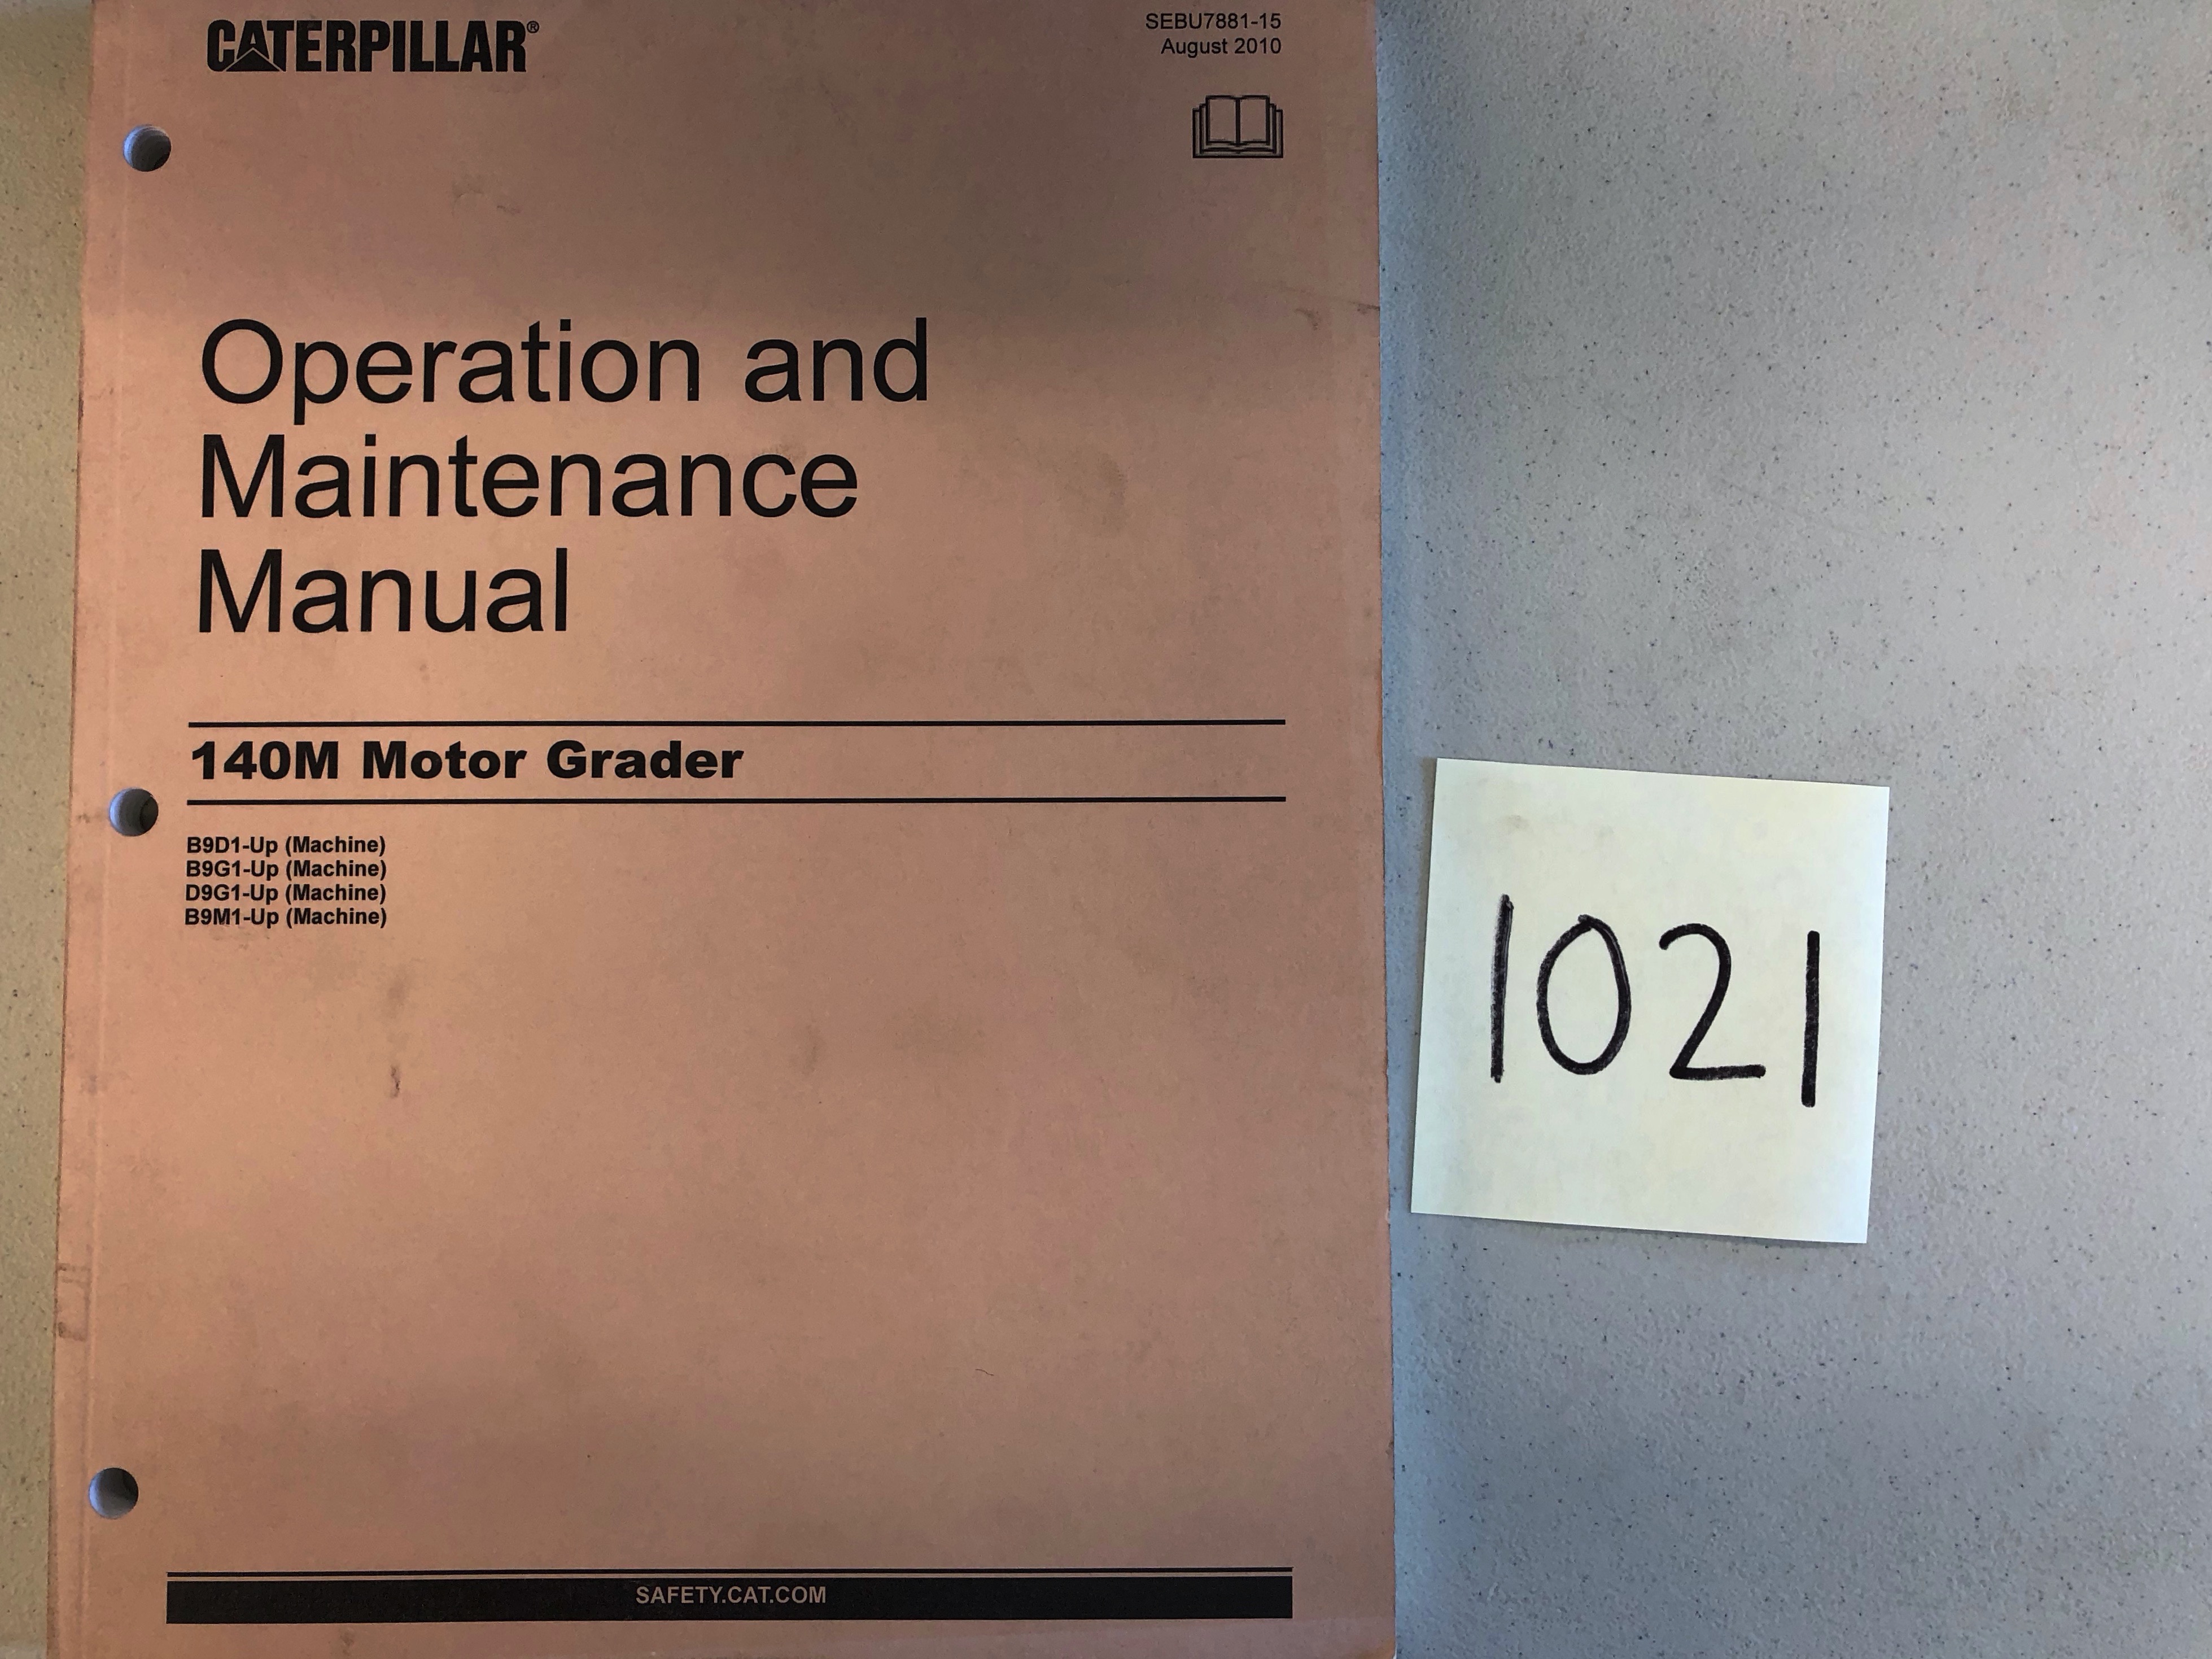 CATERPILLAR®
SEBU7881-15
August 2010
Operation and
Maintenance
Manual
140M Motor Grader
B9D1-Up (Machine)
B9G1-Up (Machine)
D9G1-Up (Machine)
B9M1-Up (Machine)
1021
SAFETY.CAT.COM